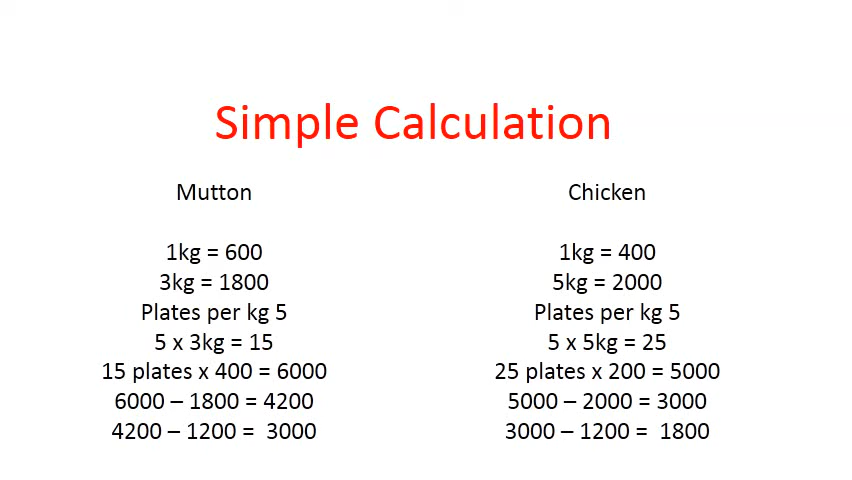 Simple Calculation
Mutton
1kg = 600
3kg = 1800
Plates per kg 5
5 x 3kg = 15
15 plates x 400 = 6000
6000 – 1800 = 4200
4200 – 1200 =  3000
Chicken
1kg = 400
5kg = 2000
Plates per kg 5
5 x 5kg = 25
25 plates x 200 = 5000
5000 – 2000 = 3000
3000 – 1200 =  1800